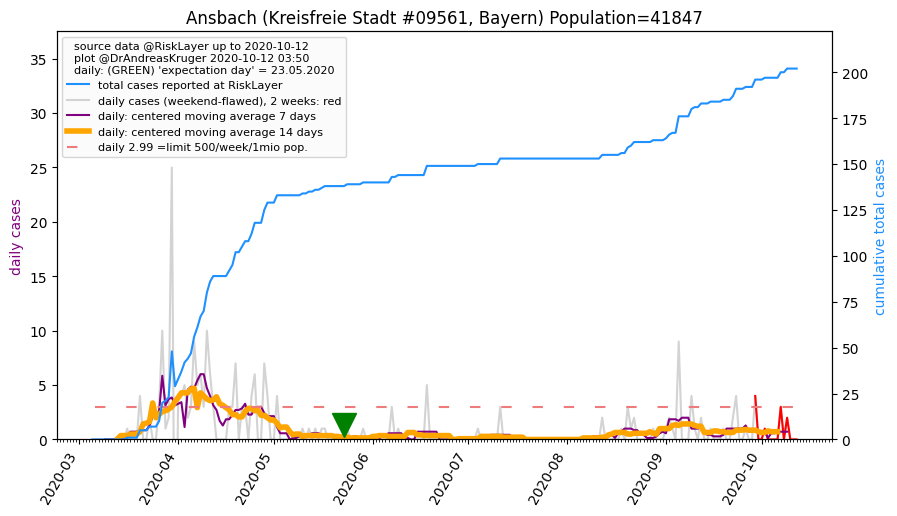 Ansbach (Kreisfreie Stadt #09561, Bayern) Population=41847
source data @RiskLayer up to 2020-10-12
plot @DrAndreasKruger 2020-10-12 03:50
daily: (GREEN) 'expectation day' = 23.05.2020
total cases reported at RiskLayer
daily cases (weekend-flawed), 2 weeks: red
daily: centered moving average 7 days
daily: centered moving average 14 days
daily 2.99 =limit 500/week/1mio pop.
daily cases
35
30
25
20
15
10
5
0
cumulative total cases
200
175
150
125
100
75
50
25
0
2020-03
2020-04
2020-05
2020-06
2020-07
2020-08
2020-09
2020-10